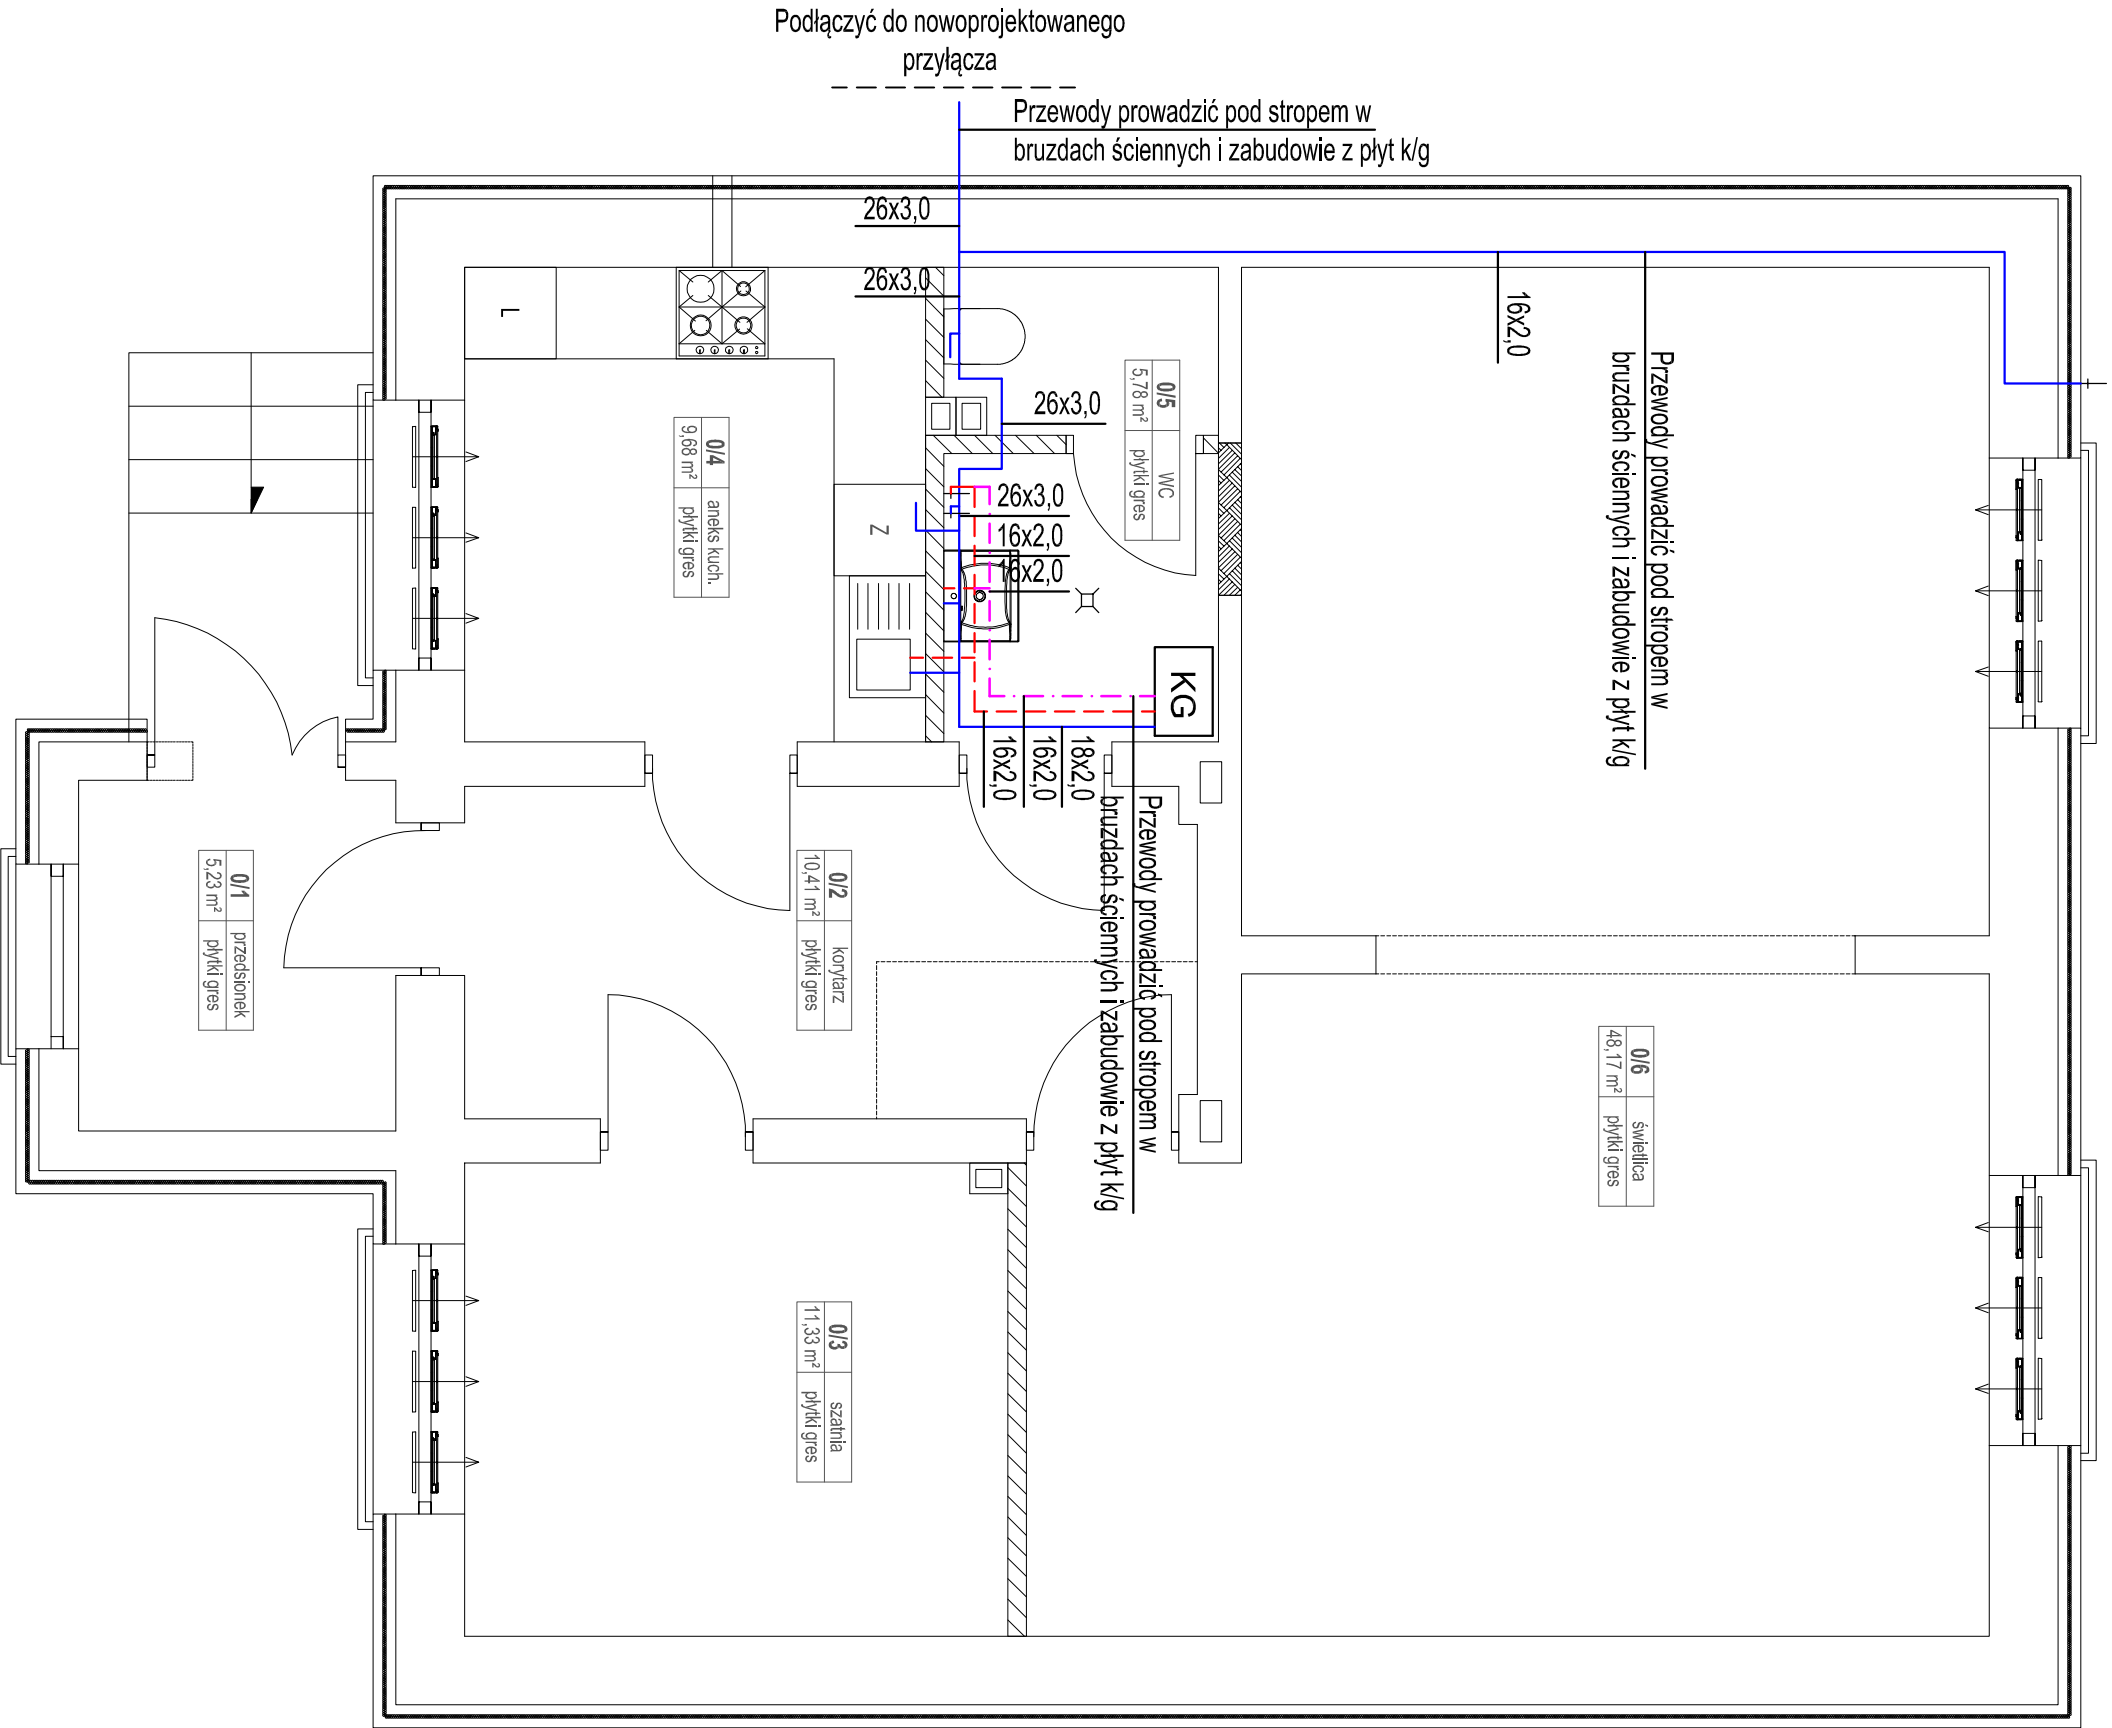 Podłączyć do nowoprojektowanego
przyłącza
Przewody prowadzić pod stropem w
bruzdach ściennych i zabudowie z płyt k/g
26x3,0
26x3,0
16x2,0
Przewody prowadzić pod stropem w
bruzdach ściennych i zabudowie z płyt k/g
L
0/5
WC
5,78 m²
płytki gres
26x3,0
0/4
aneks kuch.
9,68 m²
płytki gres
Z
26x3,0
16x2,0
16x2,0
KG
18x2,0
16x2,0
16x2,0
Przewody prowadzić pod stropem w
bruzdach ściennych i zabudowie z płyt k/g
0/1
przedsionek
5,23 m²
płytki gres
0/2
korytarz
10,41 m²
płytki gres
0/6
świetlica
48,17 m²
płytki gres
0/3
szatnia
11,33 m²
płytki gres